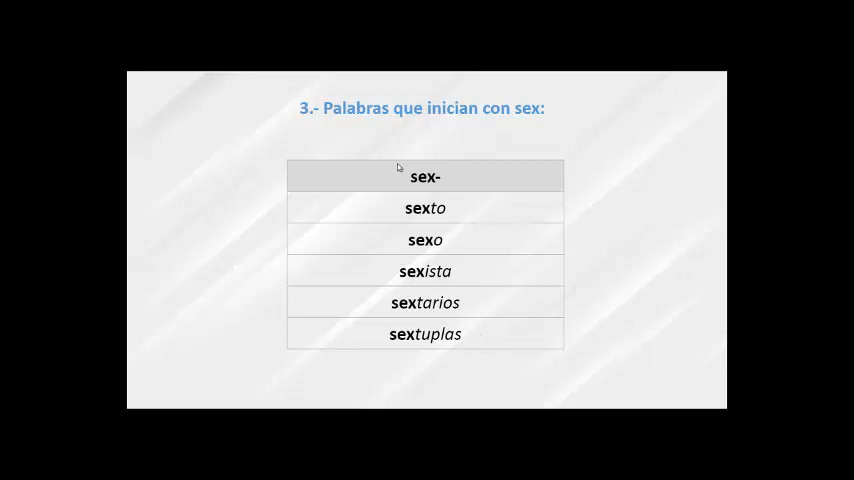 3.- Palabras que inician con sex:
sex-
sexto
sexo
sexista
sextarios
sextuplas